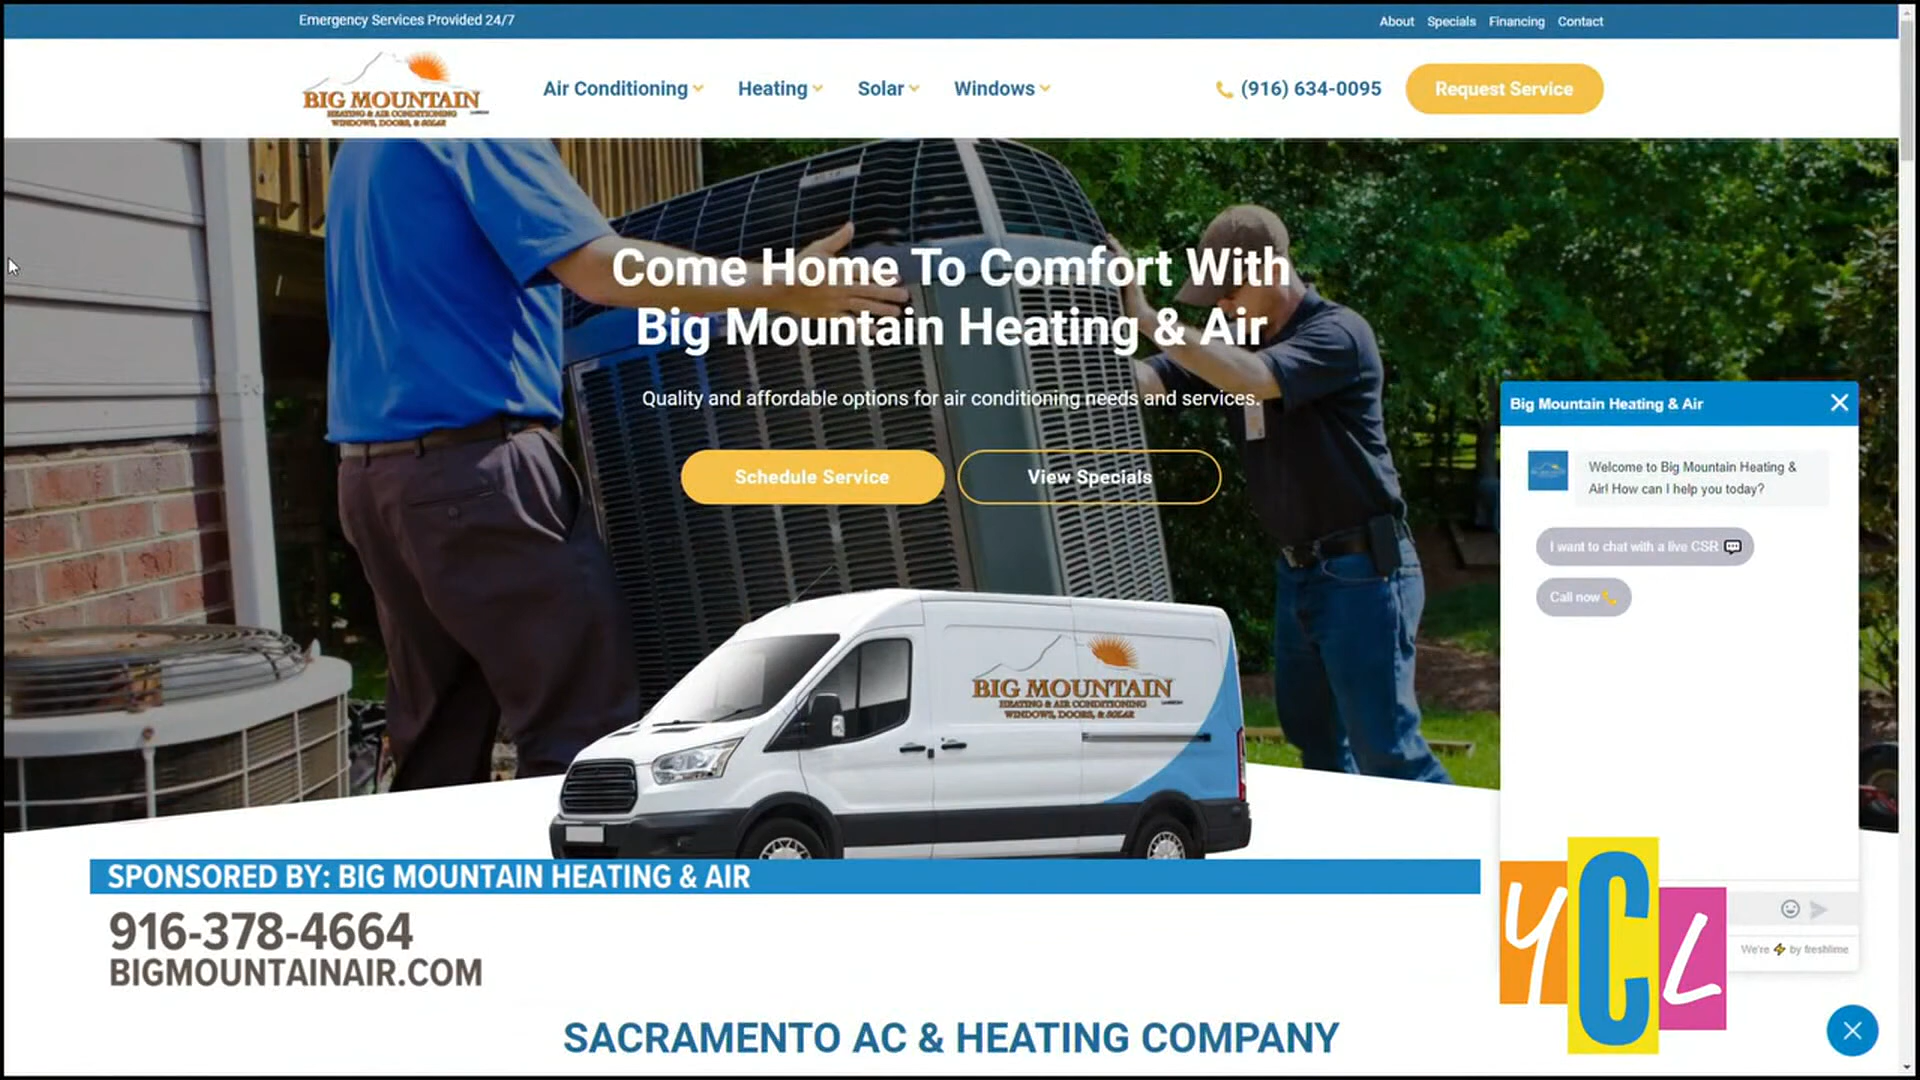 Emergency Services Provided 24/7
About Specials Financing Contact
BIG MOUNTAIN
HEATING & AIR CONDITIONING
WINDOWS, DOORS, & SOLAR
Air Conditioning Heating Solar Windows
(916) 634-0095
Request Service
Come Home To Comfort With
Big Mountain Heating & Air
Quality and affordable options for air conditioning needs and services.
Schedule Service View Specials
Big Mountain Heating & Air
Welcome to Big Mountain Heating &
Air! How can I help you today?
I want to chat with a live CSR
Call now
BIG MOUNTAIN
HEATING & AIR CONDITIONING
WINDOWS, DOORS, & SOLAR
SPONSORED BY: BIG MOUNTAIN HEATING & AIR
916-378-4664
BIGMOUNTAINAIR.COM
YCL
We're ⚡ by freshlime
SACRAMENTO AC & HEATING COMPANY